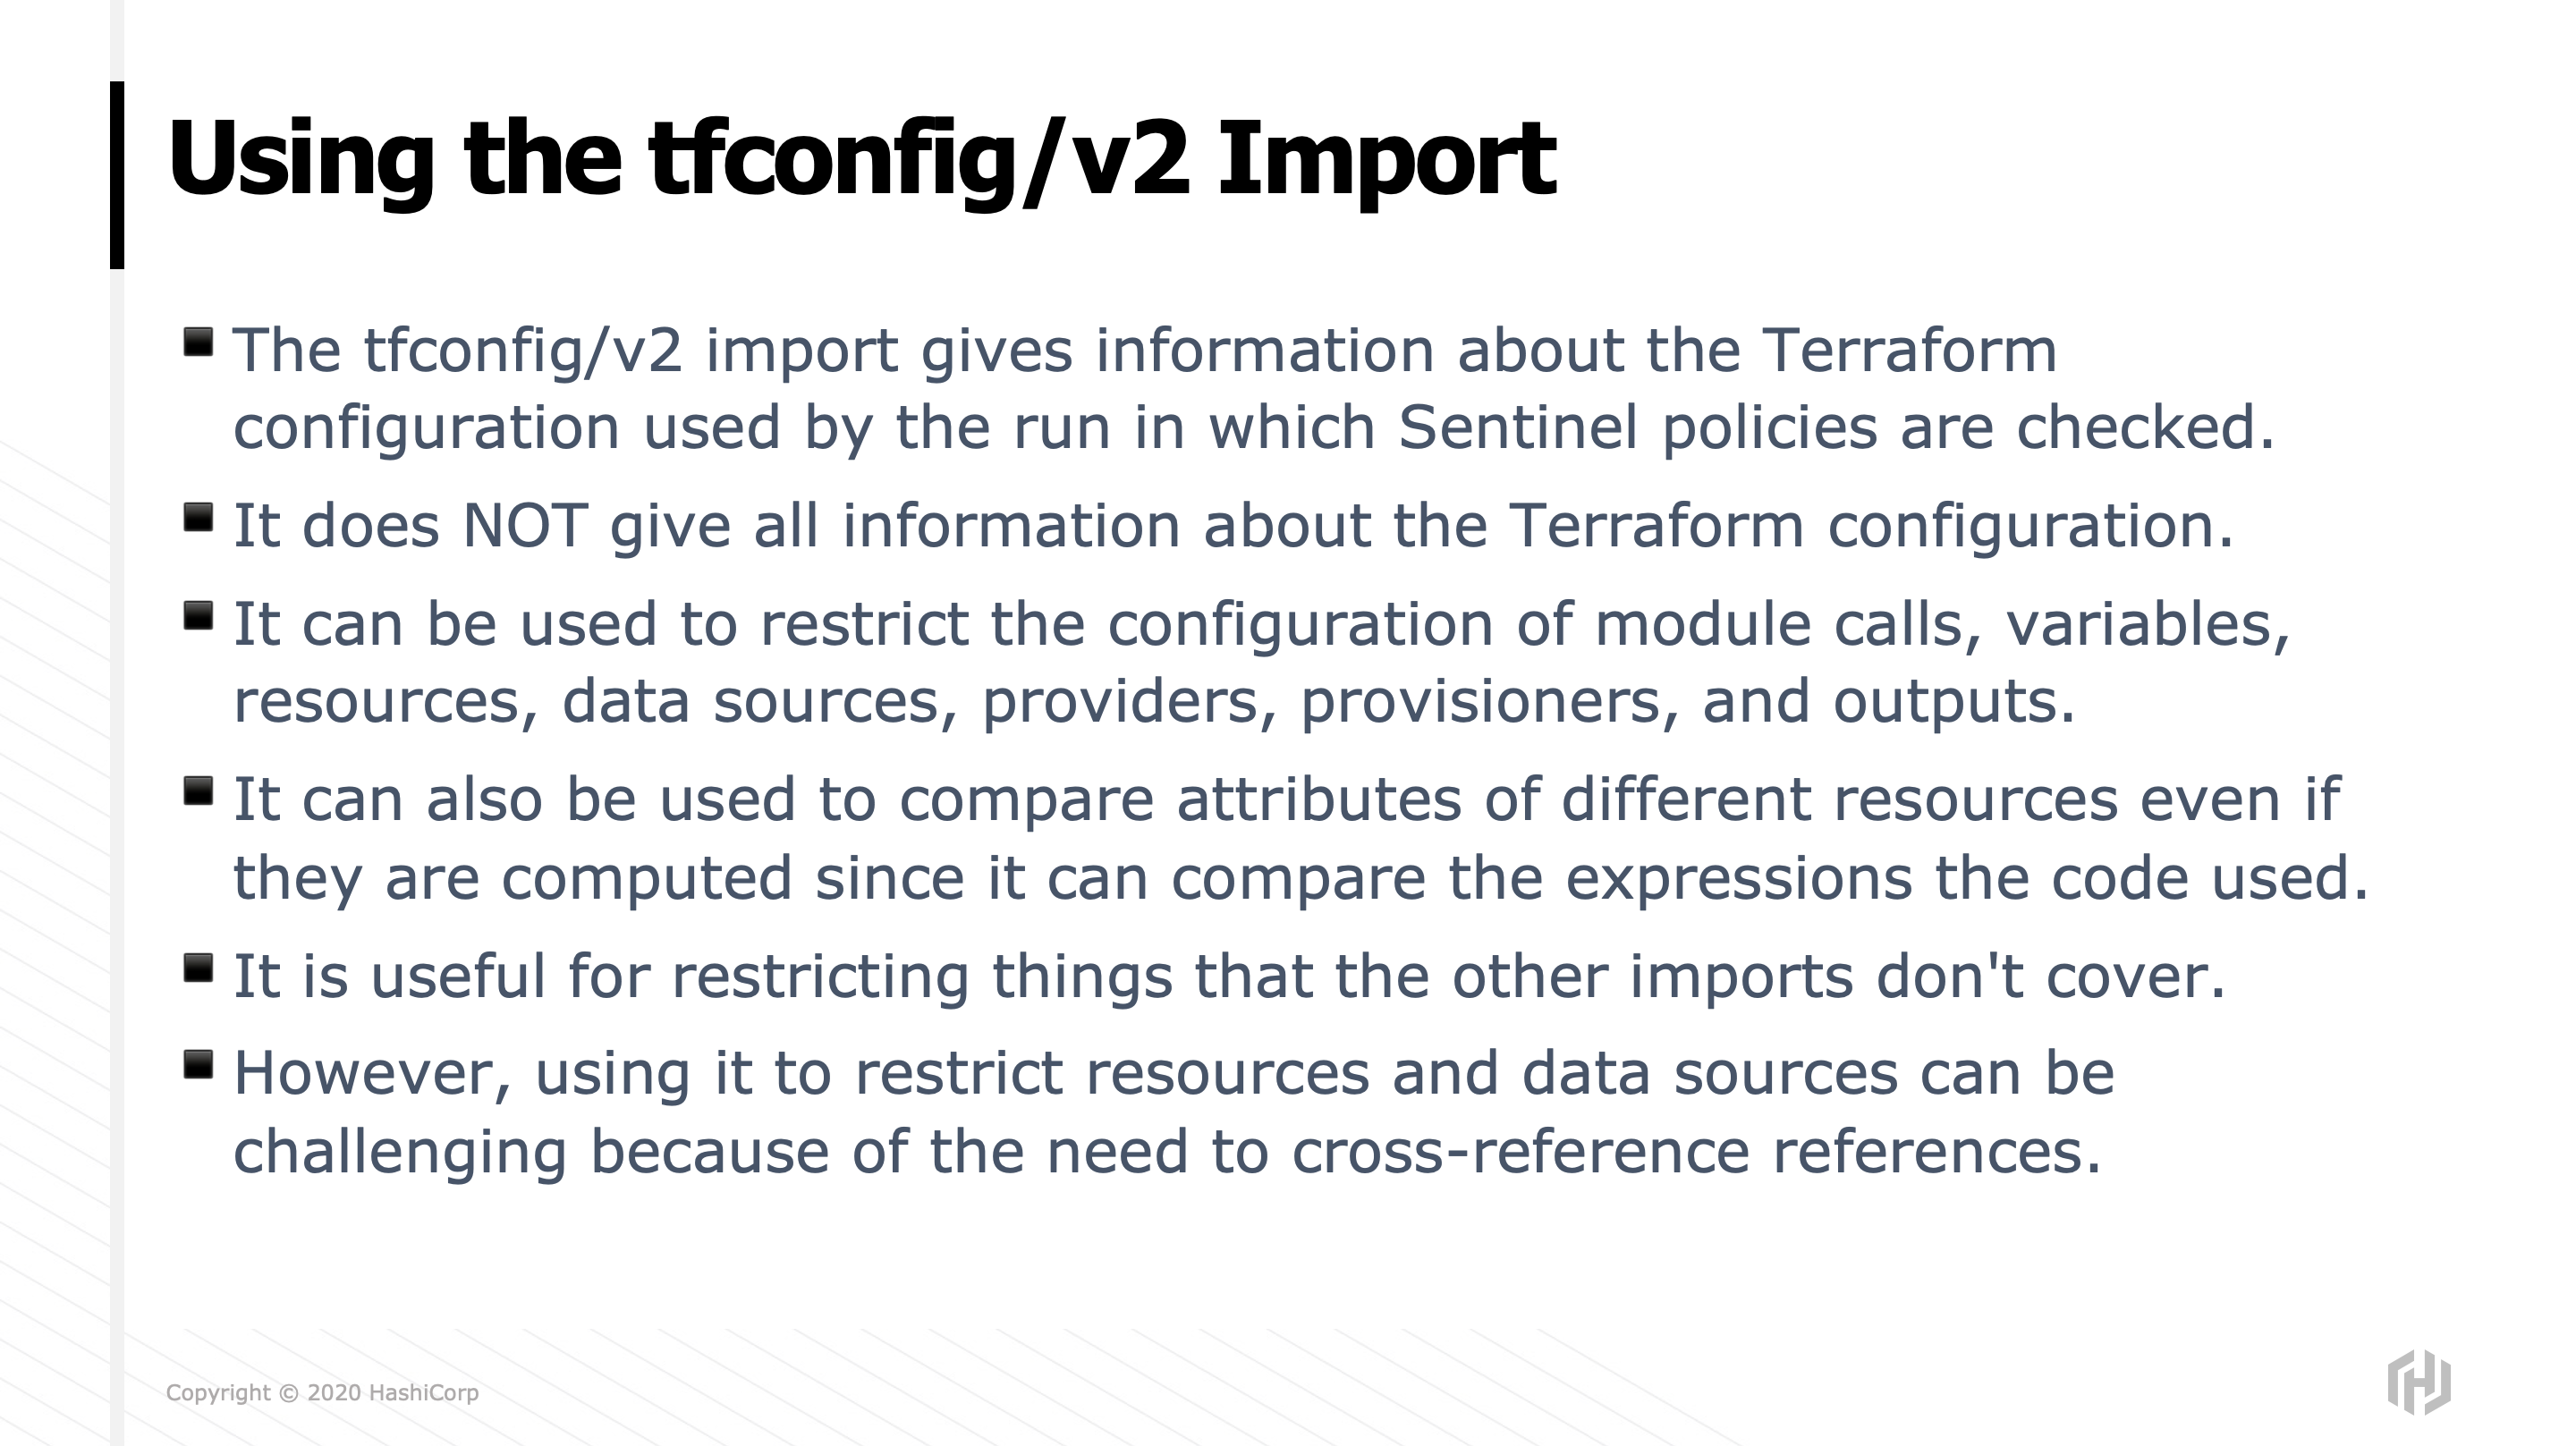 Using the tfconfig/v2 Import
The tfconfig/v2 import gives information about the Terraform
configuration used by the run in which Sentinel policies are checked.
It does NOT give all information about the Terraform configuration.
It can be used to restrict the configuration of module calls, variables,
resources, data sources, providers, provisioners, and outputs.
It can also be used to compare attributes of different resources even if
they are computed since it can compare the expressions the code used.
It is useful for restricting things that the other imports don't cover.
However, using it to restrict resources and data sources can be
challenging because of the need to cross-reference references.
Copyright © 2020 HashiCorp